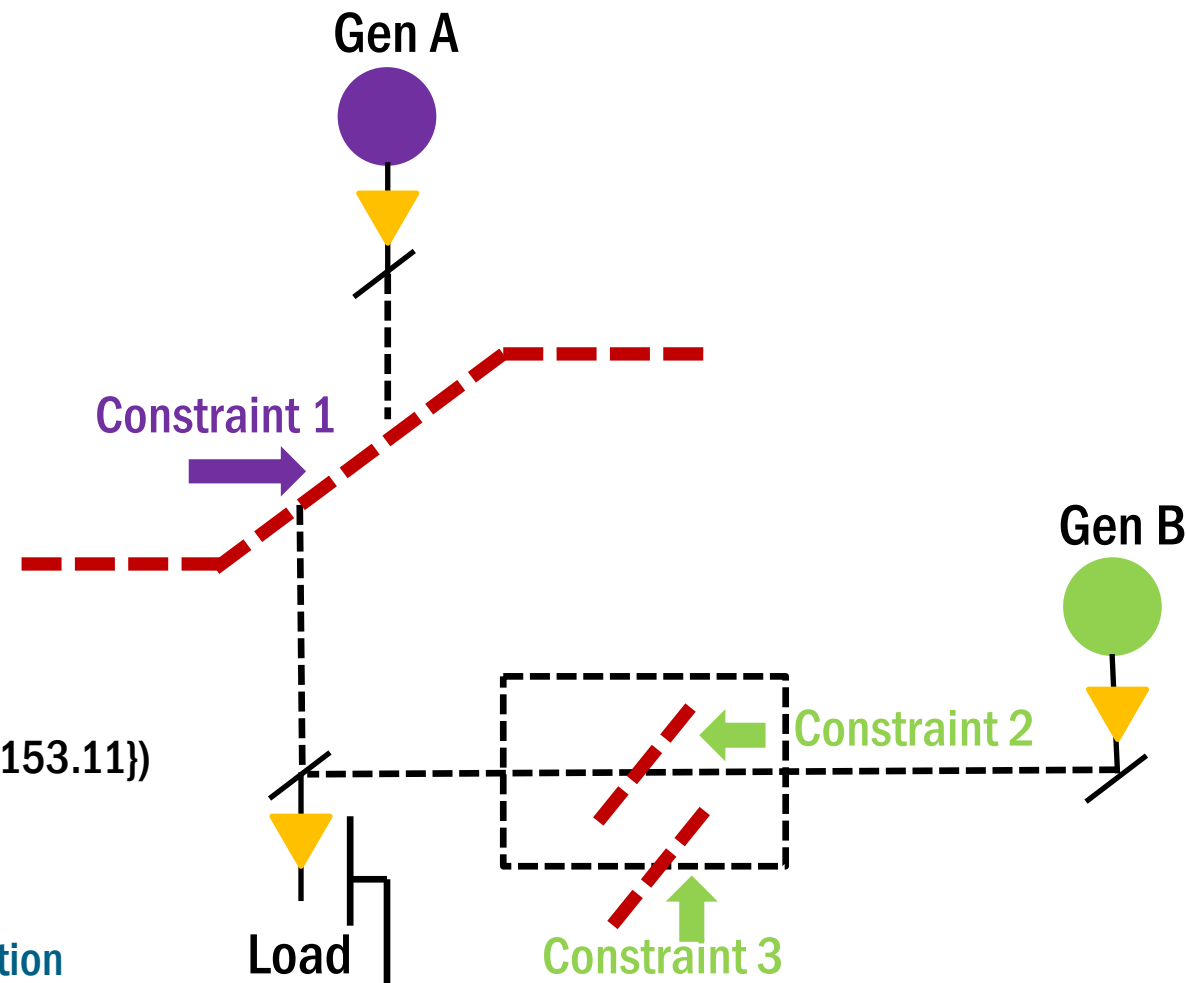 Gen A
Constraint 1
Gen B
Constraint 2
153.11})
Load
Constraint 3
tion